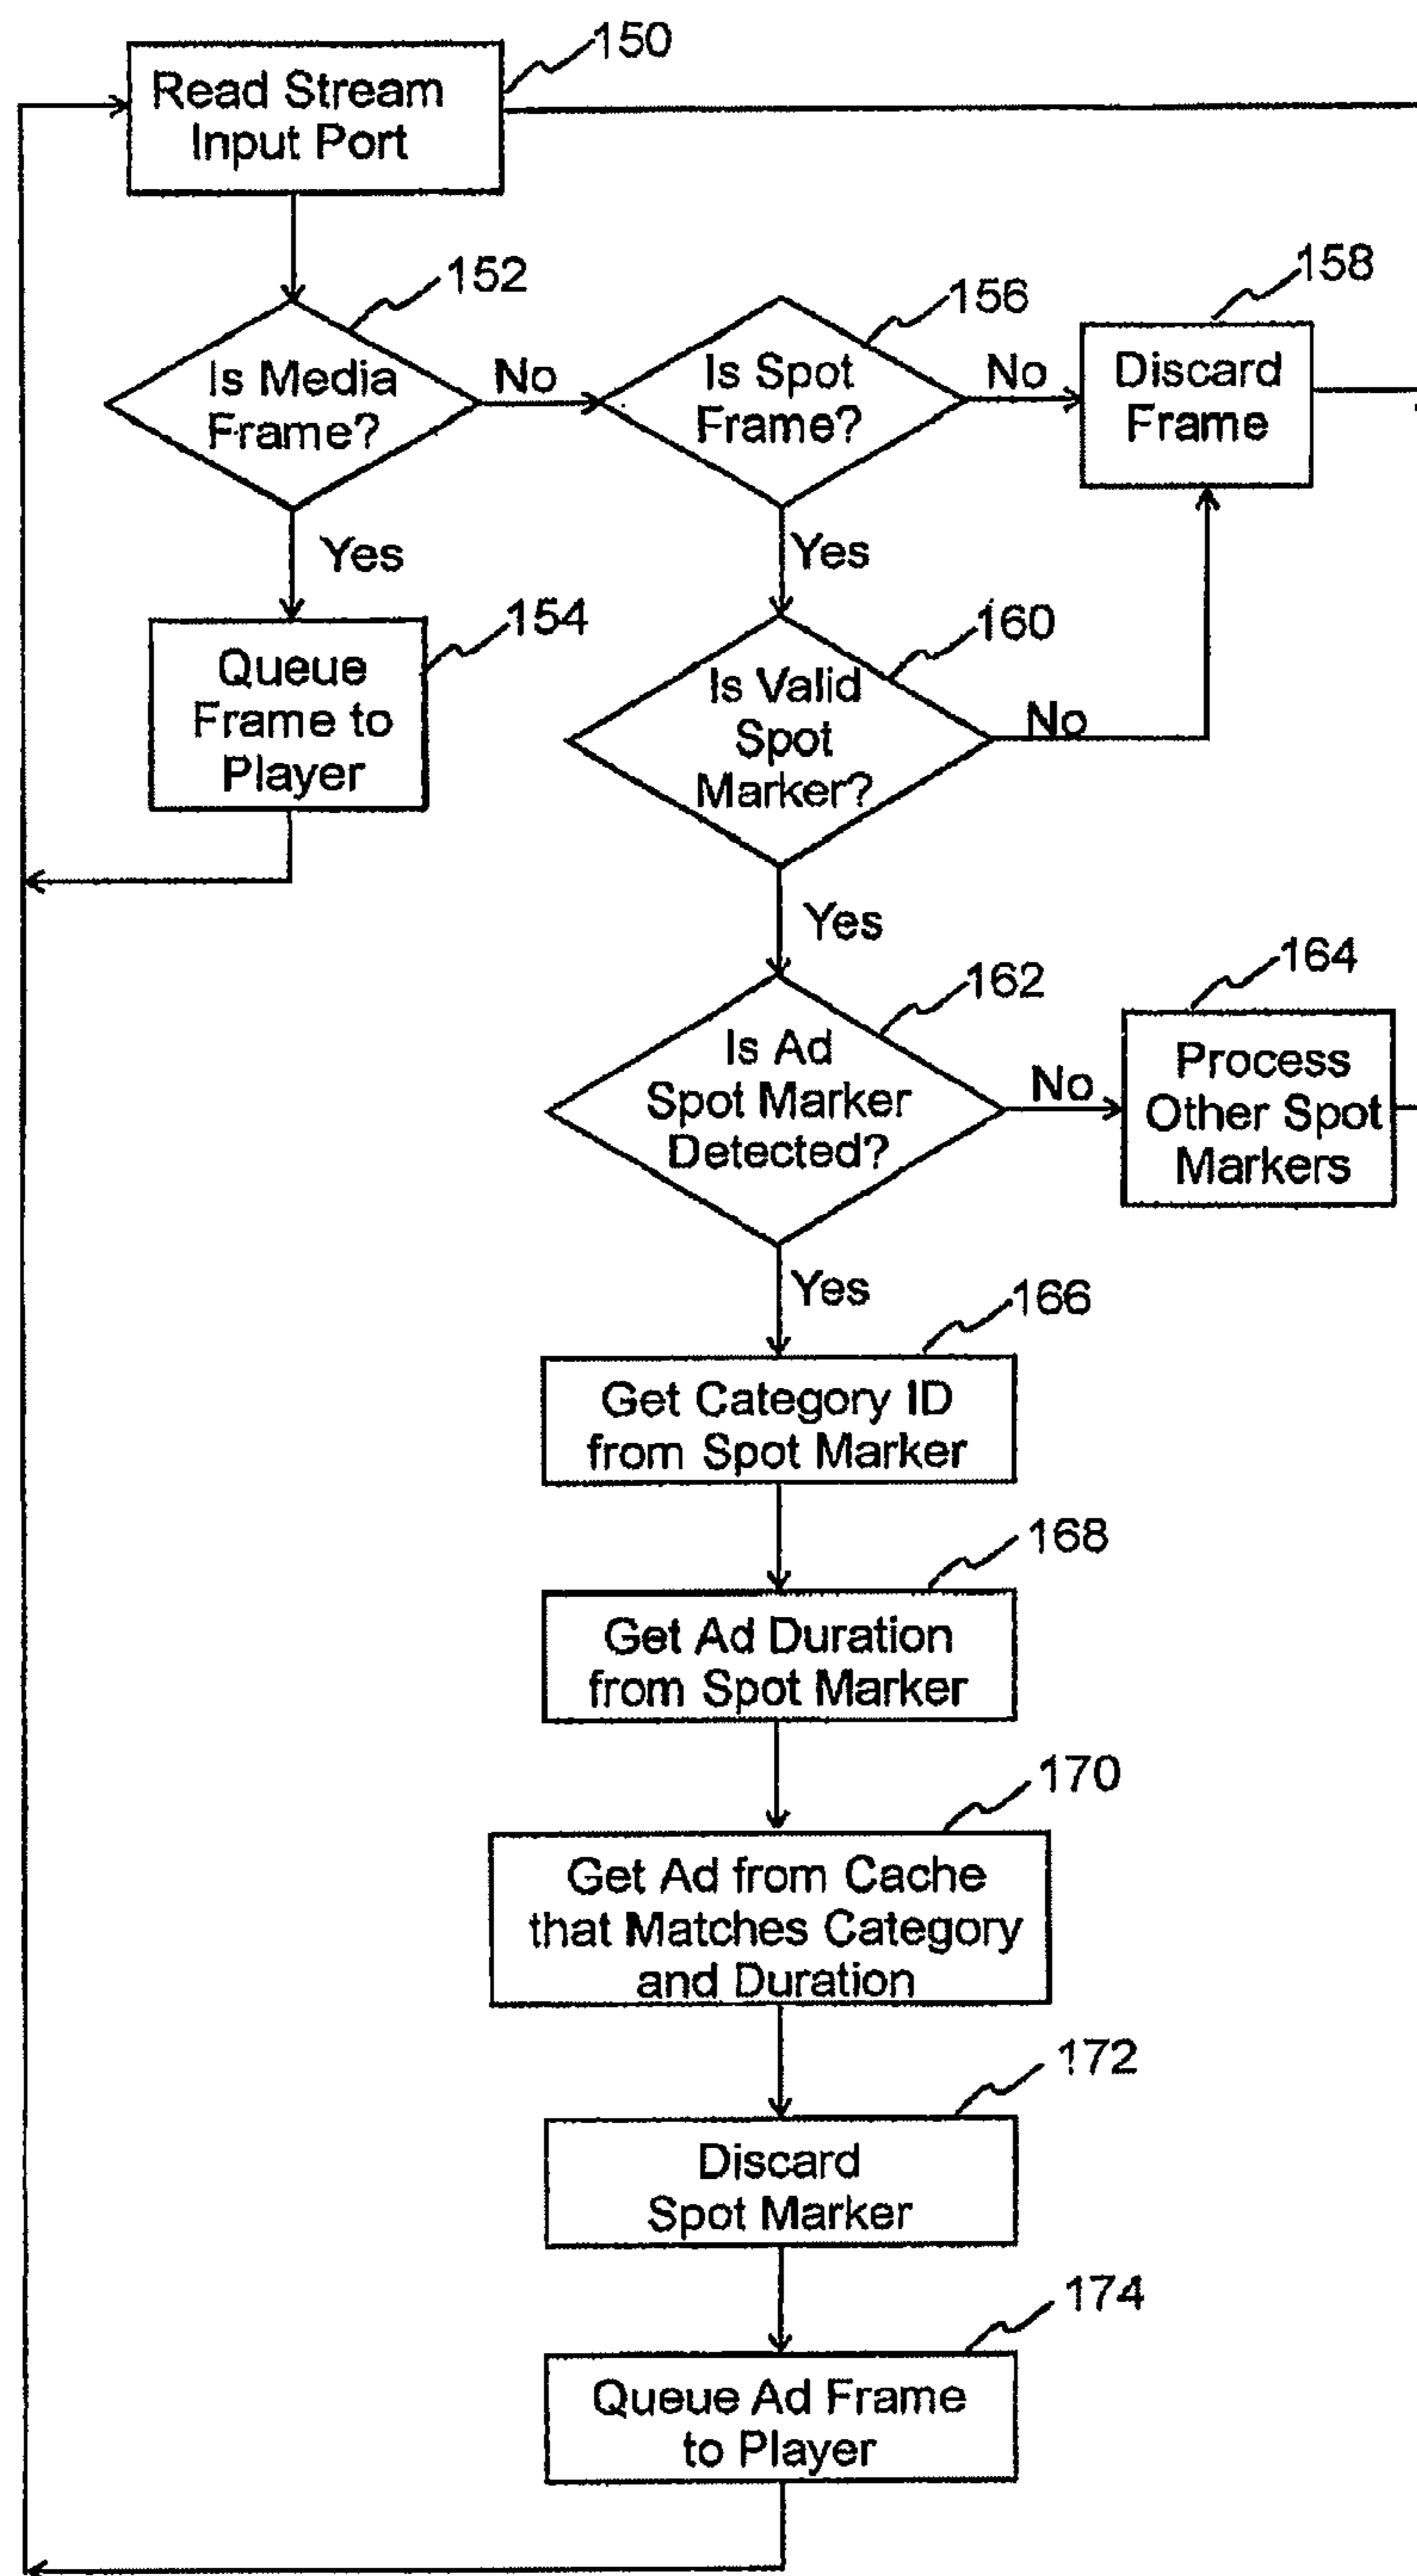 150
Read Stream
Input Port
152
Is Media
Frame?
No
156
Is Spot
Frame?
No
158
Discard
Frame
Yes
Yes
154
Queue
Frame to
Player
160
Is Valid
Spot
Marker?
No
Yes
162
Is Ad
Spot Marker
Detected?
No
164
Process
Other Spot
Markers
Yes
166
Get Category ID
from Spot Marker
168
Get Ad Duration
from Spot Marker
170
Get Ad from Cache
that Matches Category
and Duration
172
Discard
Spot Marker
174
Queue Ad Frame
to Player